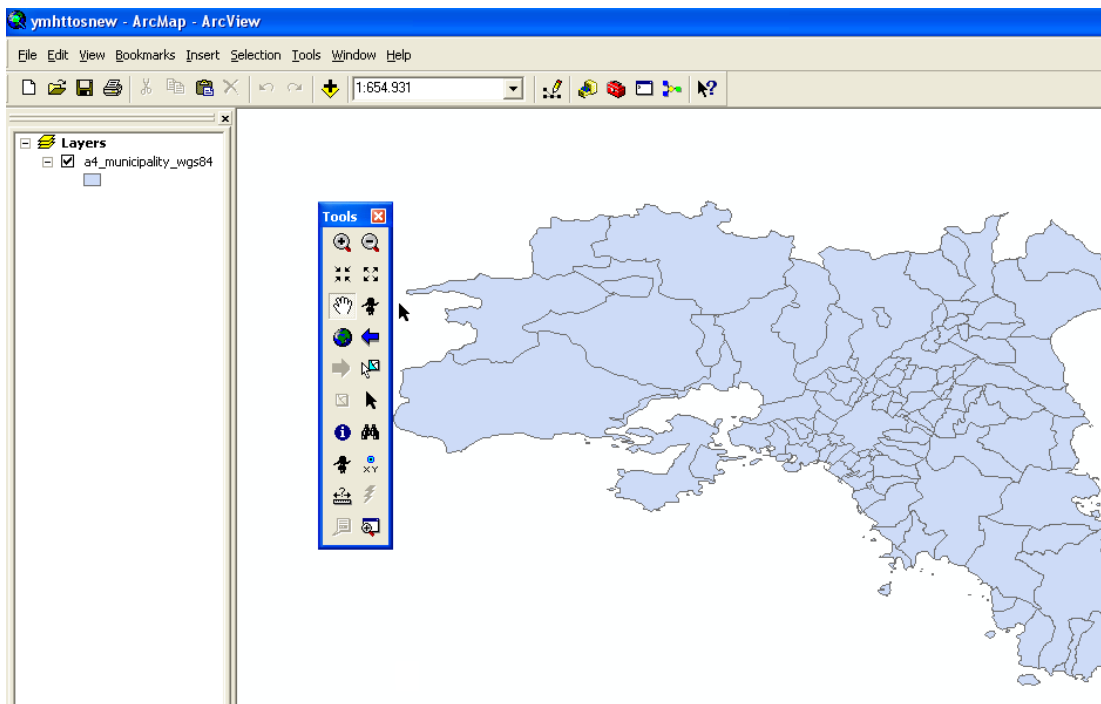 ymhttosnew - ArcMap - ArcView
File Edit View Bookmarks Insert Selection Tools Window Help
1:654.931
Layers
a4_municipality_wgs84
Tools
XY